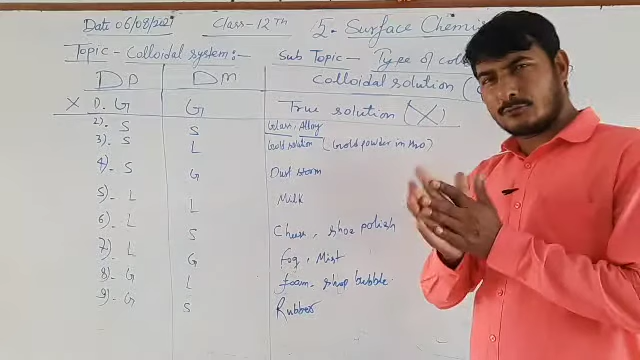 Date 06/08/2021 Class-12Th 5. Surface Chemis
Topic - Colloidal system:- Sub Topic - Type of coll
DP DM Colloidal solution (
X 1). G G True solution (X)
2). S S Glass, Alloy
3). S L Gold solution (Gold powder in H2O)
4). S G Dust storm
5). L L Milk
6). L S Cheese, shoe polish
7). L G fog, Mist
8). G L foam, shop bubble
9). G S Rubber